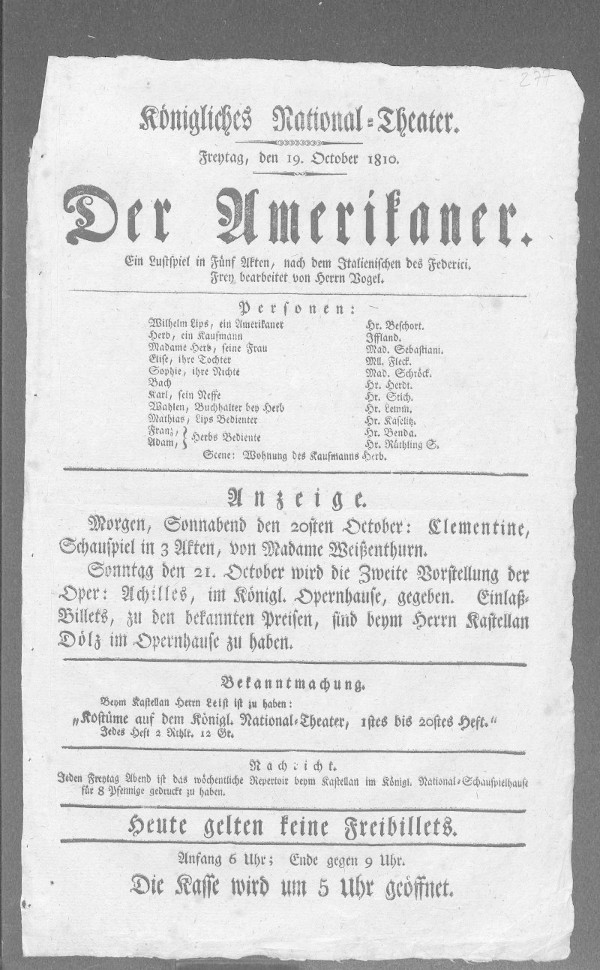 277
Königliches National-Theater.
Freytag, den 19. October 1810.
Der Amerikaner.
Ein Lustspiel in Fünf Akten, nach dem Italienischen des Federici.
Frey bearbeitet von Herrn Vogel.
Personen:
Wilhelm Lips, ein Amerikaner Hr. Beschort.
Herb, ein Kaufmann Iffland.
Madame Herb, seine Frau Mad. Sebastiani.
Elise, ihre Tochter Mll. Fleck.
Sophie, ihre Nichte Mad. Schröck.
Bach Hr. Herdt.
Karl, sein Neffe Hr. Stich.
Wahlen, Buchhalter bey Herb Hr. Lemm.
Mathias, Lips Bedienter Hr. Kaselitz.
Franz, Hr. Benda.
Adam, } Herbs Bediente Hr. Rüthling S.
Scene: Wohnung des Kaufmanns Herb.
Anzeige.
Morgen, Sonnabend den 20sten October: Clementine,
Schauspiel in 3 Akten, von Madame Weißenthurn.
Sonntag den 21. October wird die Zweite Vorstellung der
Oper: Achilles, im Königl. Opernhause, gegeben. Einlaß-
Billets, zu den bekannten Preisen, sind beym Herrn Kastellan
Dölz im Opernhause zu haben.
Bekanntmachung.
Beym Kastellan Herrn Leist ist zu haben:
„Kostüme auf dem Königl. National-Theater, 1stes bis 20stes Heft.“
Jedes Heft 2 Rthlr. 12 Gr.
Nachricht.
Jeden Freytag Abend ist das wöchentliche Repertoir beym Kastellan im Königl. National-Schauspielhause
für 8 Pfennige gedruckt zu haben.
Heute gelten keine Freibillets.
Anfang 6 Uhr; Ende gegen 9 Uhr.
Die Kasse wird um 5 Uhr geöffnet.